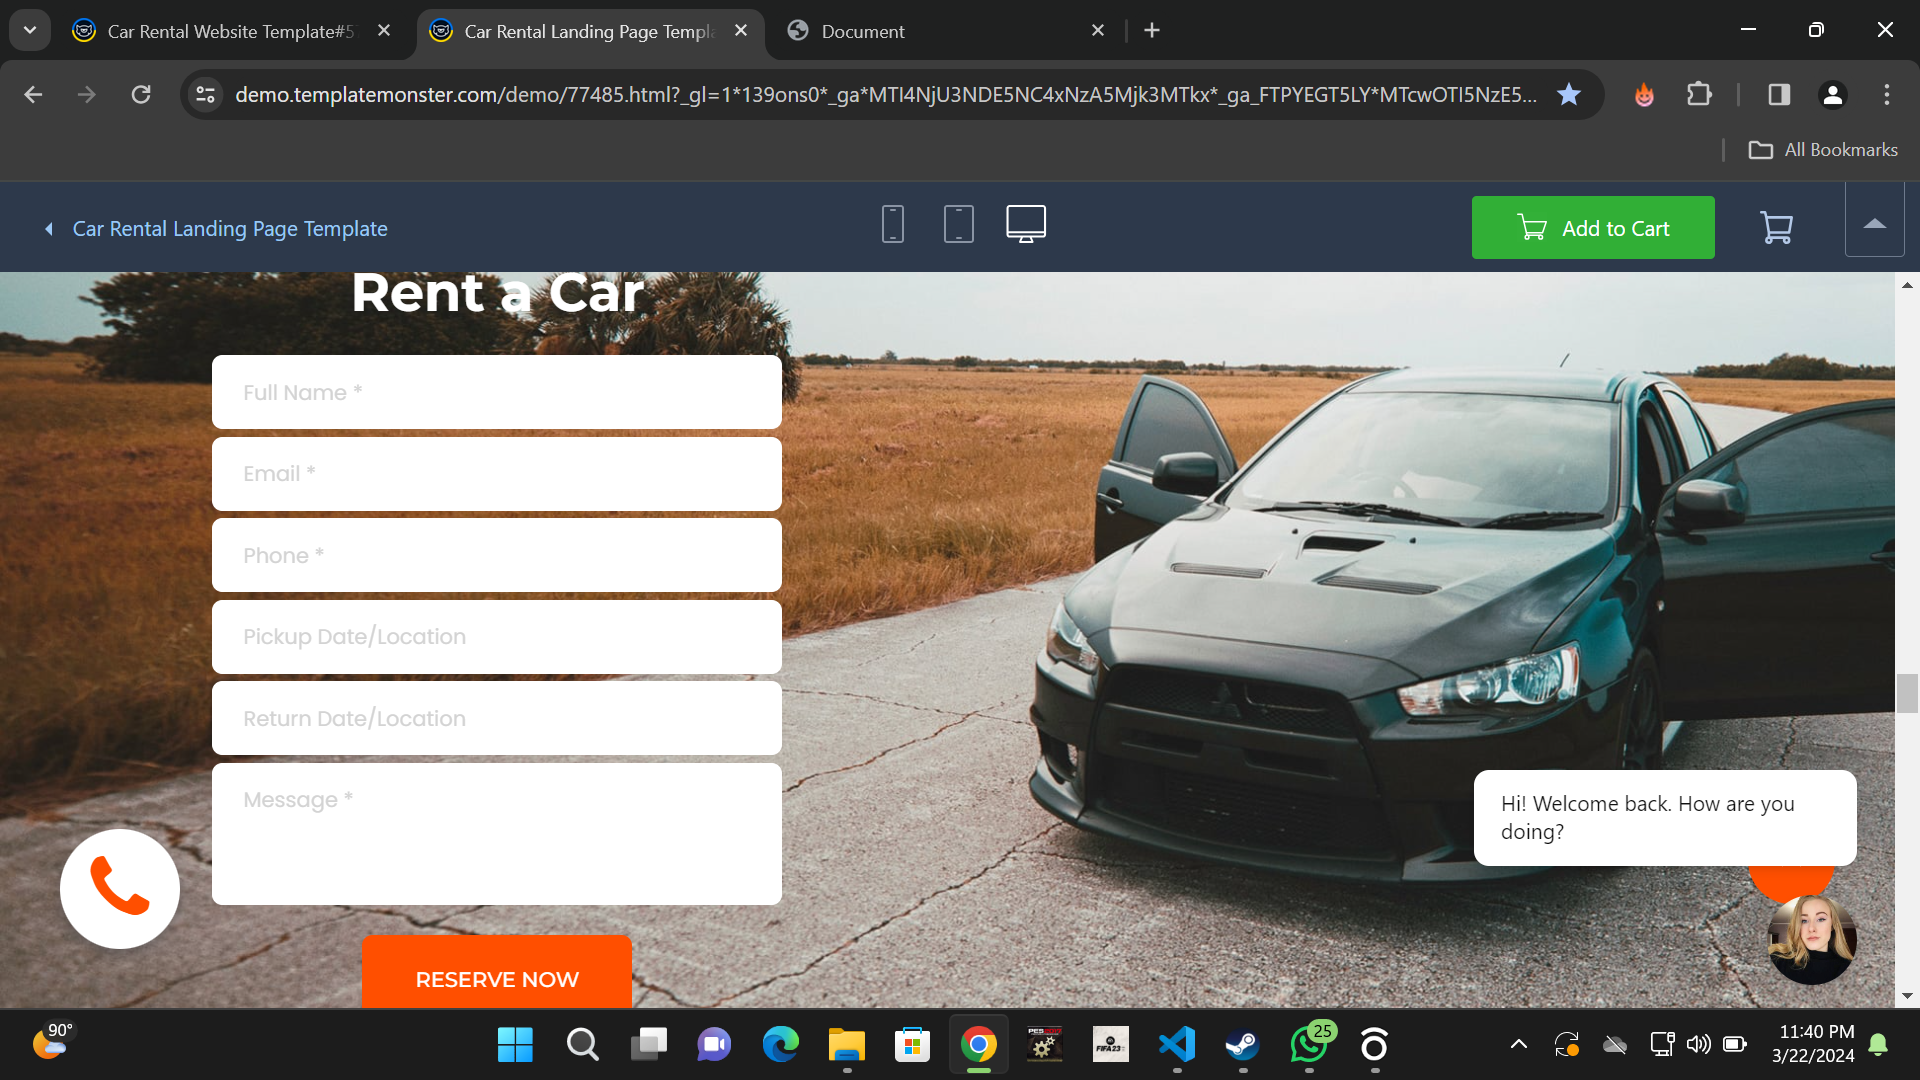 Car Rental Website Template#5
Car Rental Landing Page Templa
Document
demo.templatemonster.com/demo/77485.html?_gl=1*139ons0*_ga*MTI4NjU3NDE5NC4xNzA5Mjk3MTkx*_ga_FTPYEGT5LY*MTcwOTI5NzE5...
All Bookmarks
Car Rental Landing Page Template
Add to Cart
Rent a Car
Full Name *
Email *
Phone *
Pickup Date/Location
Return Date/Location
Message *
Hi! Welcome back. How are you
doing?
RESERVE NOW
90°
FIFA 23
25
11:40 PM
3/22/2024